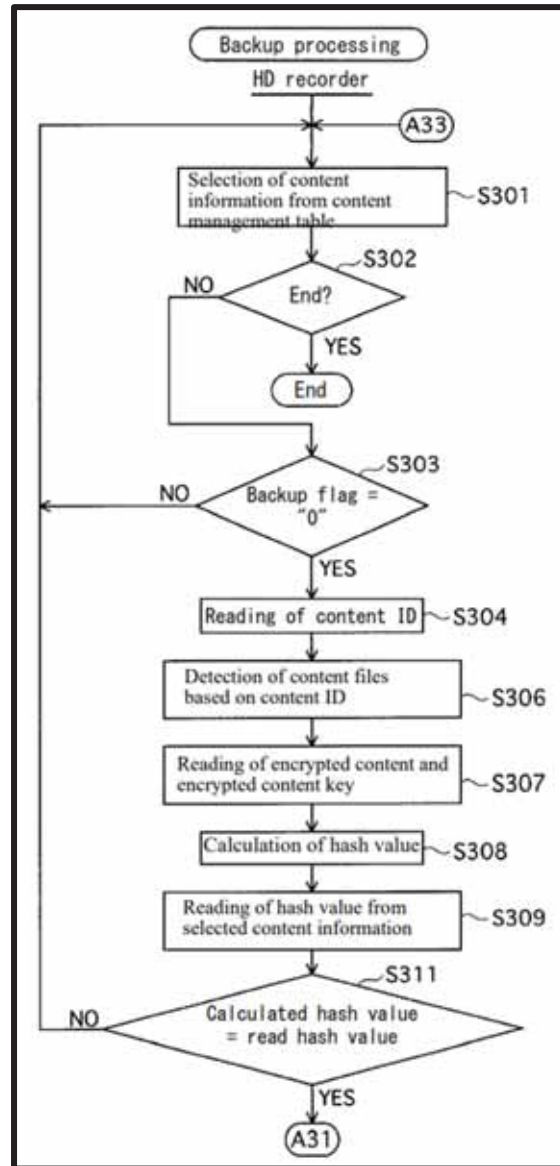 Backup processing
HD recorder
A33
Selection of content
information from content
management table
S301
S302
NO
End?
YES
End
S303
NO
Backup flag =
"0"
YES
Reading of content ID
S304
Detection of content files
based on content ID
S306
Reading of encrypted content and
encrypted content key
S307
Calculation of hash value
S308
Reading of hash value from
selected content information
S309
S311
NO
Calculated hash value
= read hash value
YES
A31